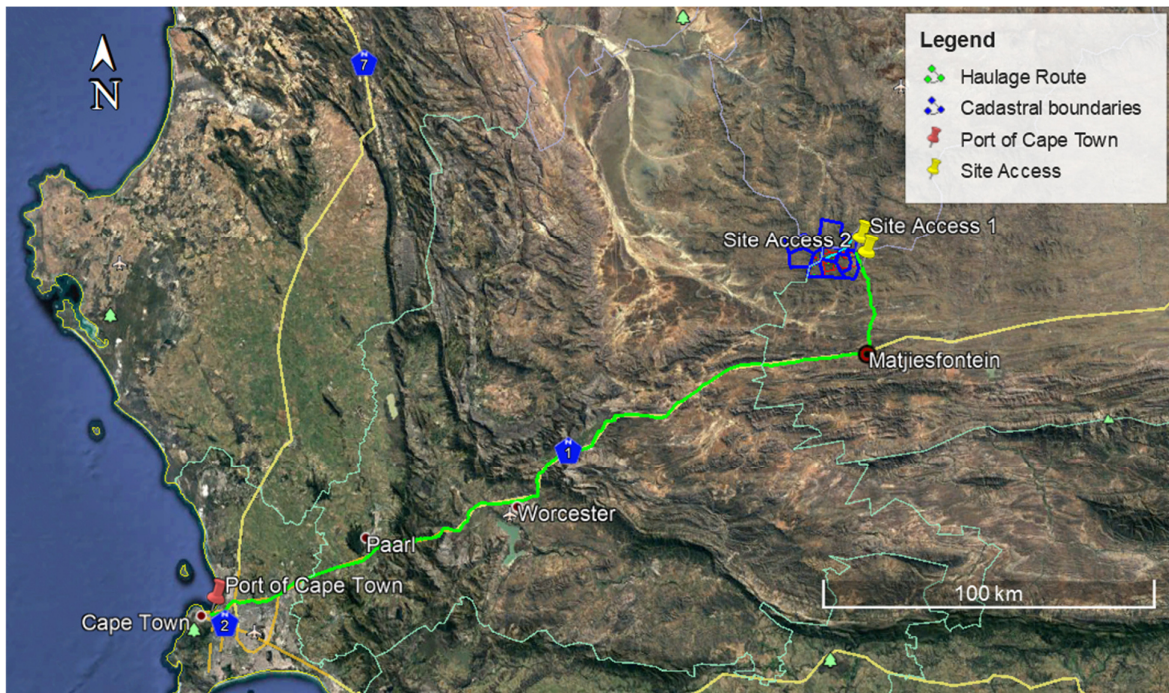 N
7
Legend
Haulage Route
Cadastral boundaries
Port of Cape Town
Site Access
Site Access 1
Site Access 2
Matjiesfontein
N
1
Worcester
Paarl
Port of Cape Town
Cape Town
N
2
100 km
N